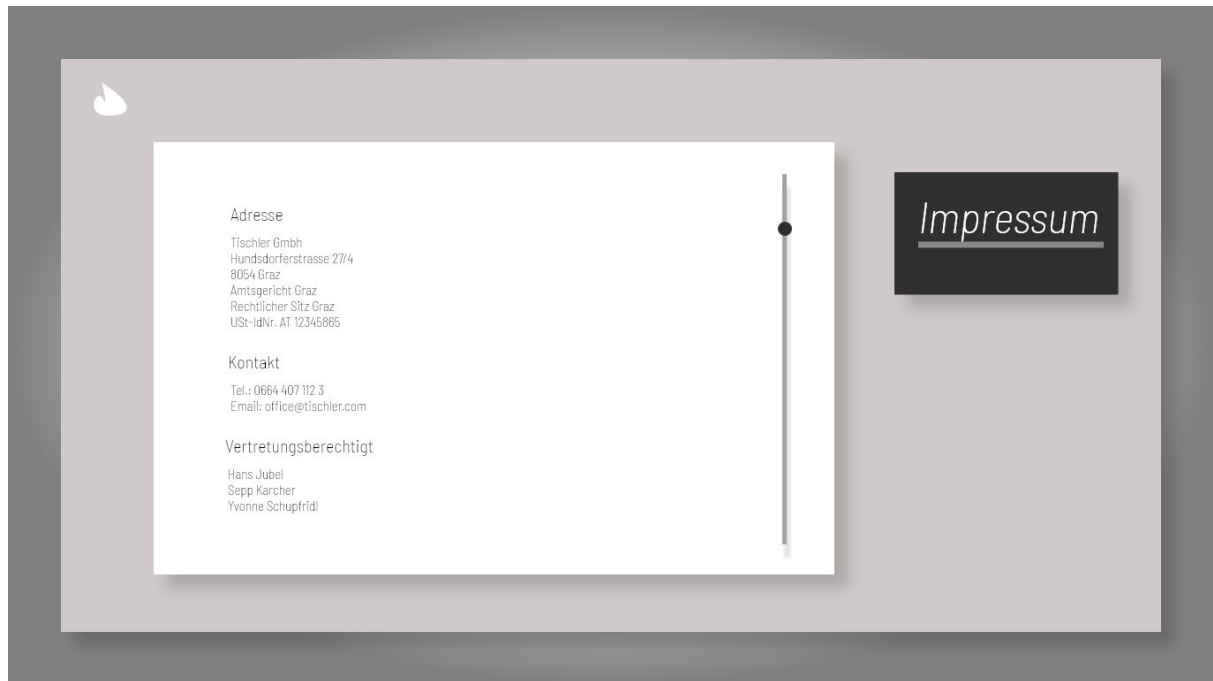 Adresse
Tischler Gmbh
Hundsdorferstrasse 27/4
8054 Graz
Amtsgericht Graz
Rechtlicher Sitz Graz
USt-IdNr. AT 12345865
Kontakt
Tel.: 0664 407 112 3
Email: office@tischler.com
Vertretungsberechtigt
Hans Jubel
Sepp Karcher
Yvonne Schupfridl
Impressum